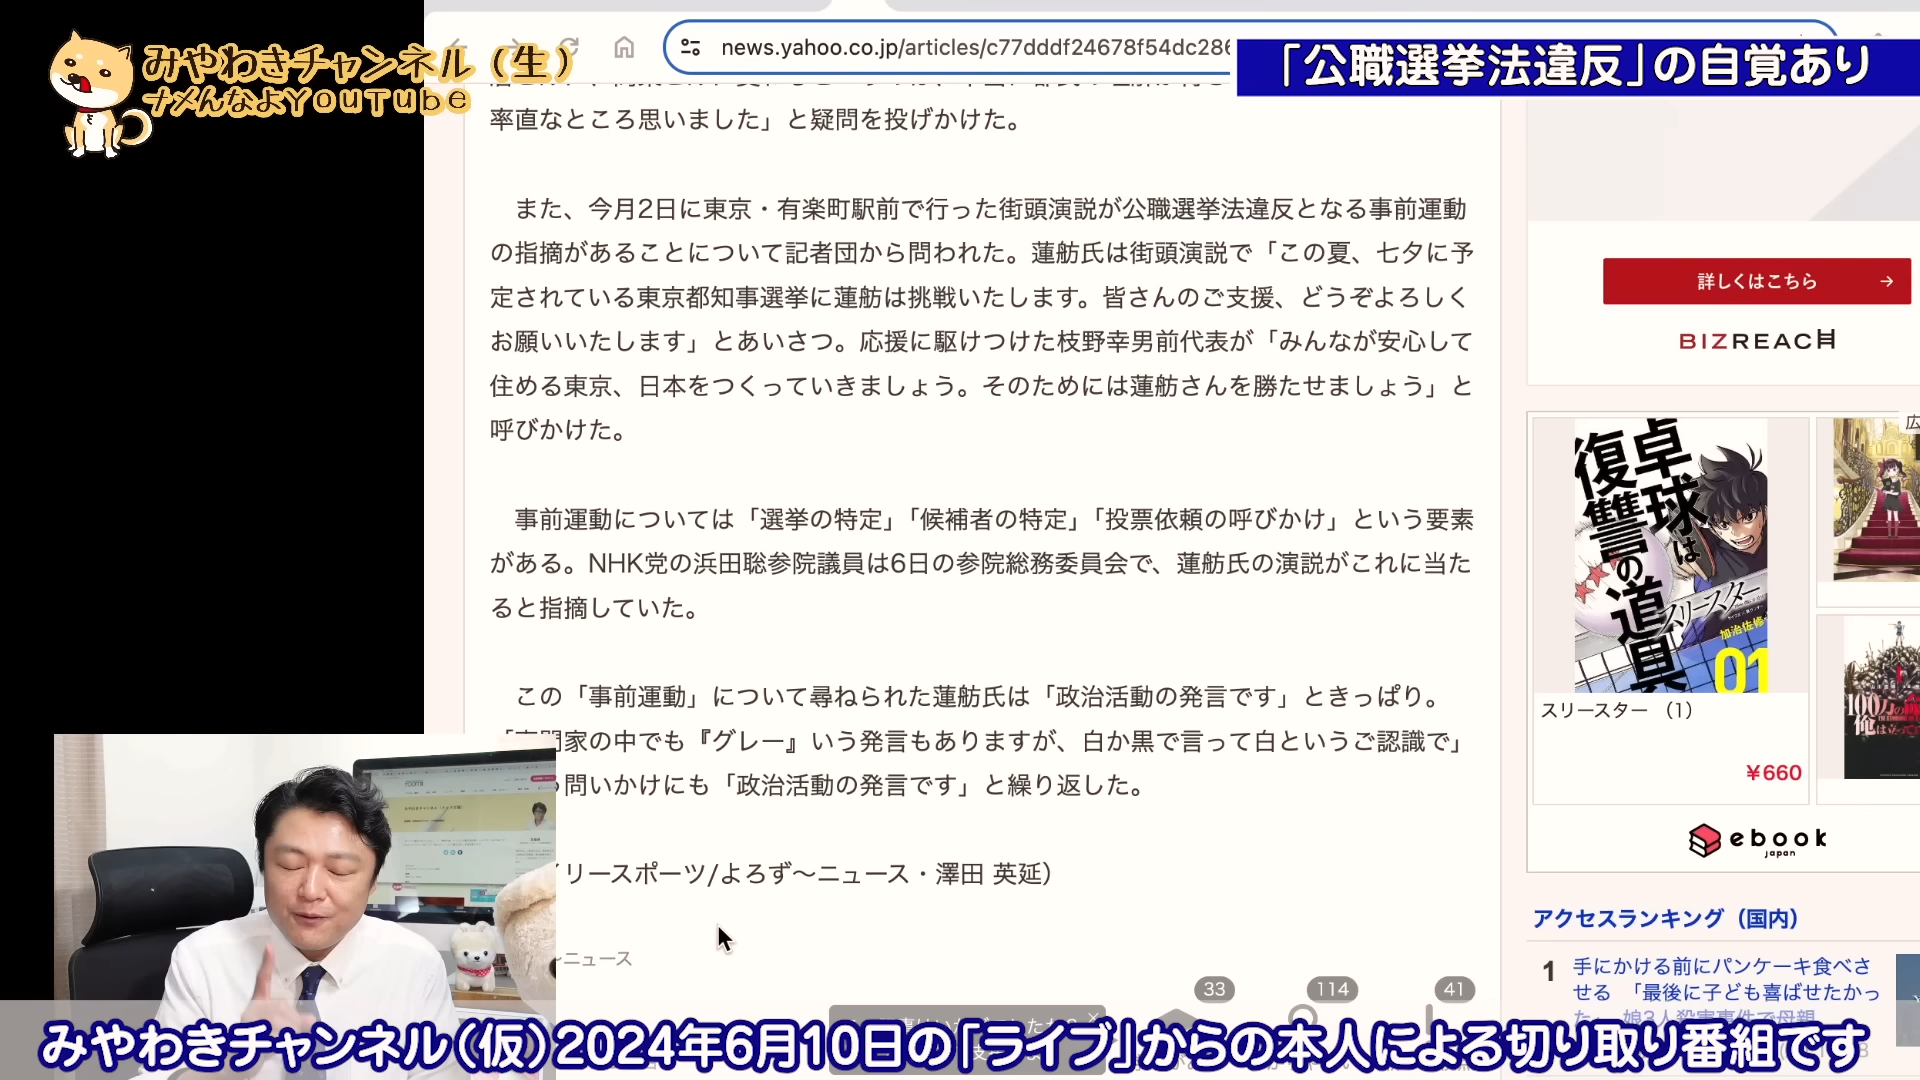 みやわきチャンネル（生）
ナメんなよYouTube
news.yahoo.co.jp/articles/c77dddf24678f54dc286
「公職選挙法違反」の自覚あり
率直なところ思いました」と疑問を投げかけた。
また、今月2日に東京・有楽町駅前で行った街頭演説が公職選挙法違反となる事前運動
の指摘があることについて記者団から問われた。蓮舫氏は街頭演説で「この夏、七夕に予
定されている東京都知事選挙に蓮舫は挑戦いたします。皆さんのご支援、どうぞよろしく
お願いいたします」とあいさつ。応援に駆けつけた枝野幸男前代表が「みんなが安心して
住める東京、日本をつくっていきましょう。そのためには蓮舫さんを勝たせましょう」と
呼びかけた。
事前運動については「選挙の特定」「候補者の特定」「投票依頼の呼びかけ」という要素
がある。NHK党の浜田聡参院議員は6日の参院総務委員会で、蓮舫氏の演説がこれに当た
ると指摘していた。
この「事前運動」について尋ねられた蓮舫氏は「政治活動の発言です」ときっぱり。
家の中でも『グレー』いう発言もありますが、白か黒で言って白というご認識で」
問いかけにも「政治活動の発言です」と繰り返した。
リースポーツ/よろず〜ニュース・澤田 英延）
〜ニュース
33
114
41
詳しくはこちら →
BIZREACH
広
卓球は
復讐の道具
スリースター
加治佐修
01
スリースター （1）
¥660
ebook
japan
アクセスランキング（国内）
1 手にかける前にパンケーキ食べさ
せる 「最後に子ども喜ばせたかっ
みやわきチャンネル（仮）2024年6月10日の「ライブ」からの本人による切り取り番組です